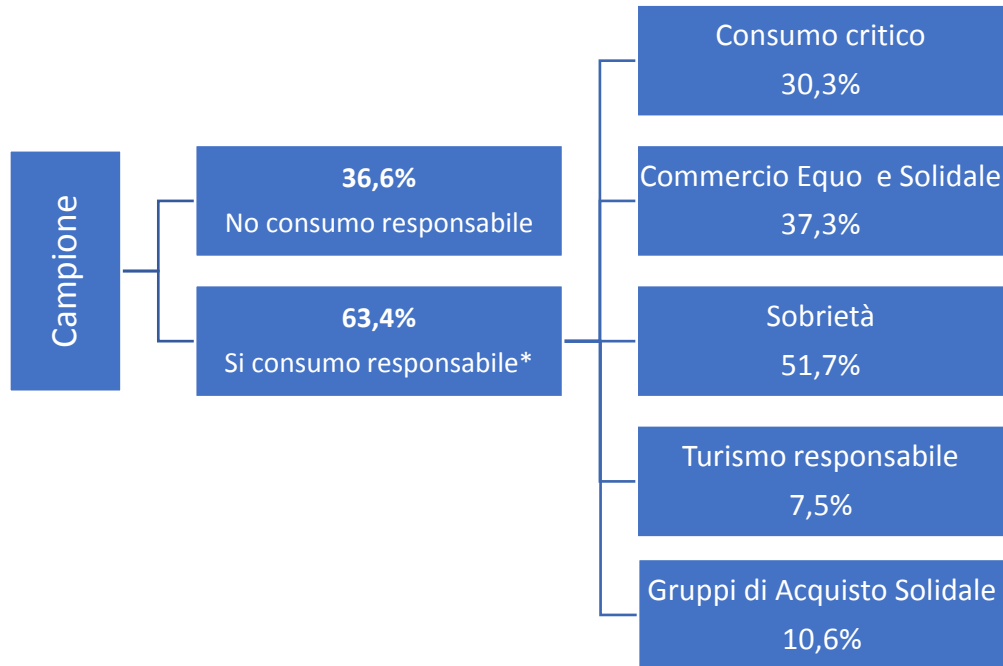 Campione
36,6%
No consumo responsabile
63,4%
Si consumo responsabile*
Consumo critico
30,3%
Commercio Equo e Solidale
37,3%
Sobrietà
51,7%
Turismo responsabile
7,5%
Gruppi di Acquisto Solidale
10,6%